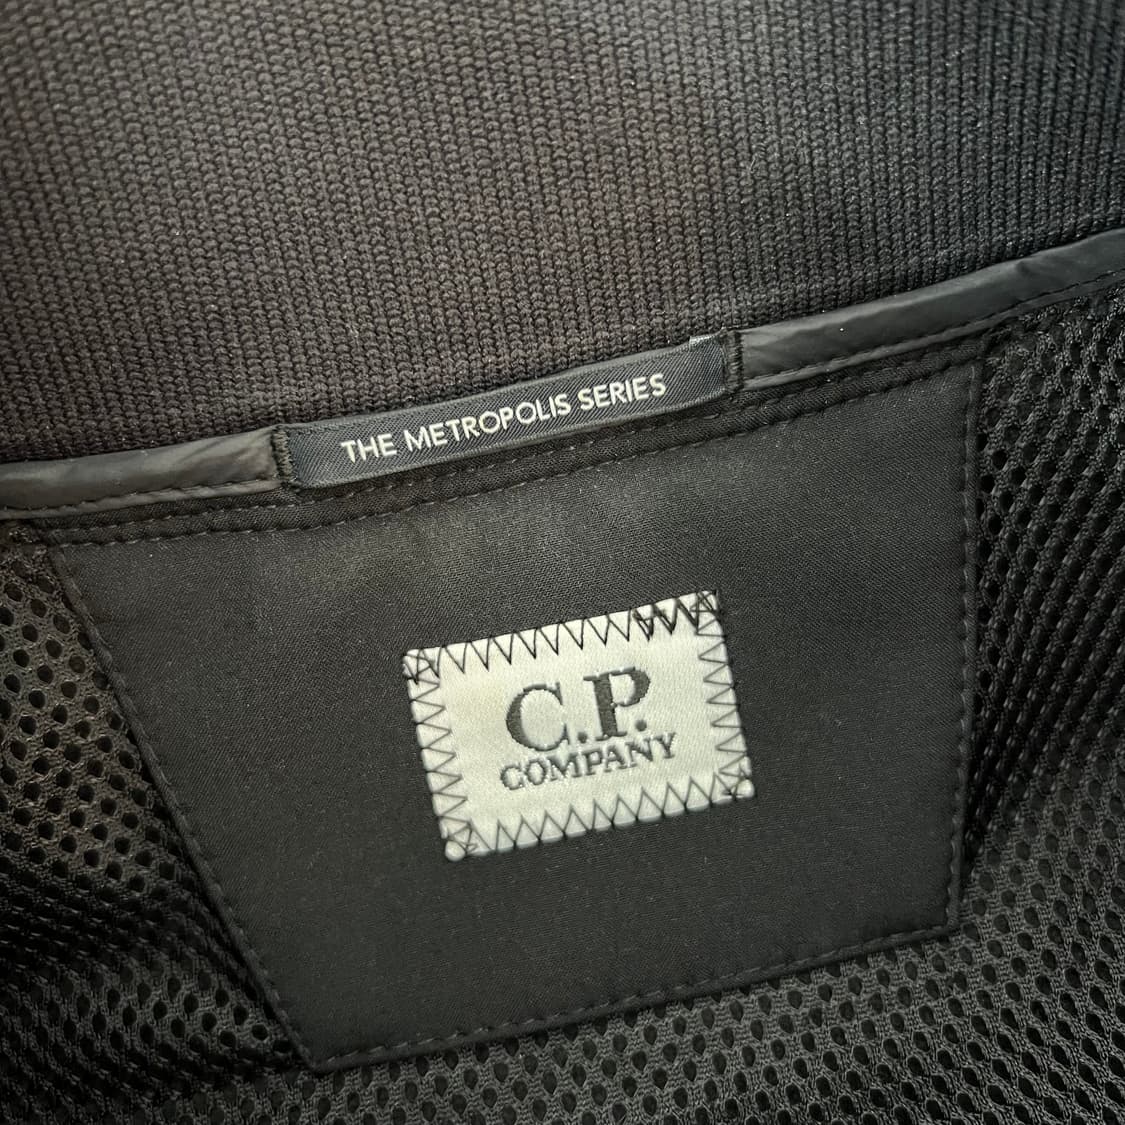 THE METROPOLIS SERIES
C.P.
COMPANY